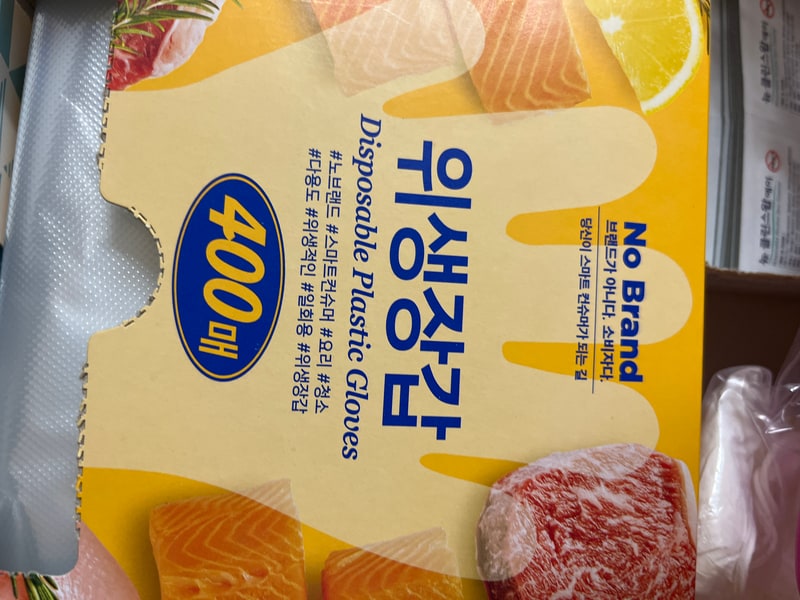 No Brand
브랜드가 아니다. 소비자다.
당신이 스마트 컨슈머가 되는 길
위생장갑
Disposable Plastic Gloves
#노브랜드 #스마트컨슈머 #요리 #청소
#다용도 #위생적인 #일회용 #위생장갑
400매